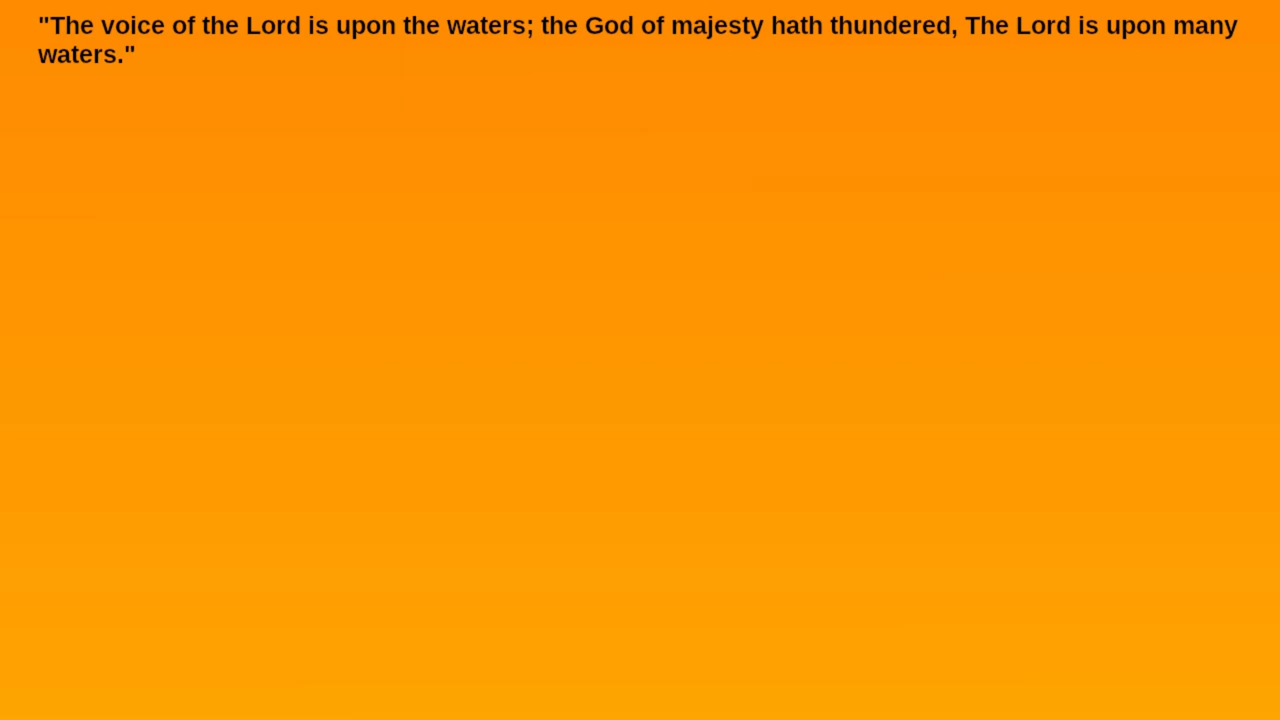 "The voice of the Lord is upon the waters; the God of majesty hath thundered, The Lord is upon many
waters."